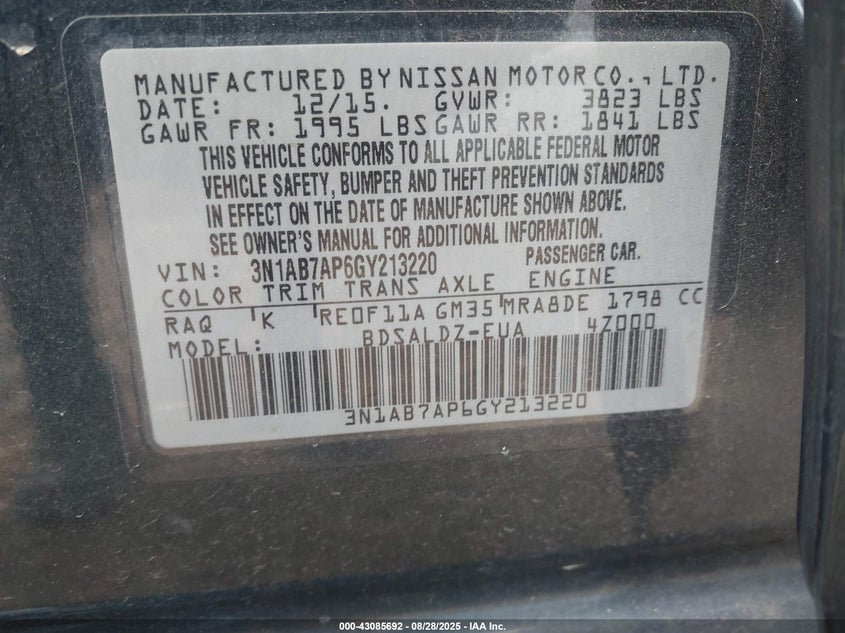 MANUFACTURED BY NISSAN MOTOR CO., LTD.
DATE: 12/15. GVWR: 3823 LBS
GAWR FR: 1995 LBS GAWR RR: 1841 LBS
THIS VEHICLE CONFORMS TO ALL APPLICABLE FEDERAL MOTOR
VEHICLE SAFETY, BUMPER AND THEFT PREVENTION STANDARDS
IN EFFECT ON THE DATE OF MANUFACTURE SHOWN ABOVE.
SEE OWNER'S MANUAL FOR ADDITIONAL INFORMATION.
VIN: 3N1AB7AP6GY213220 PASSENGER CAR.
COLOR TRIM TRANS AXLE ENGINE
RAQ K RE0F11A GM35 MRA8DE 1798 CC
MODEL: BDSALDZ-EUA 4Z000
3N1AB7AP6GY213220
000-43085692 | 08/28/2025 - IAA Inc.